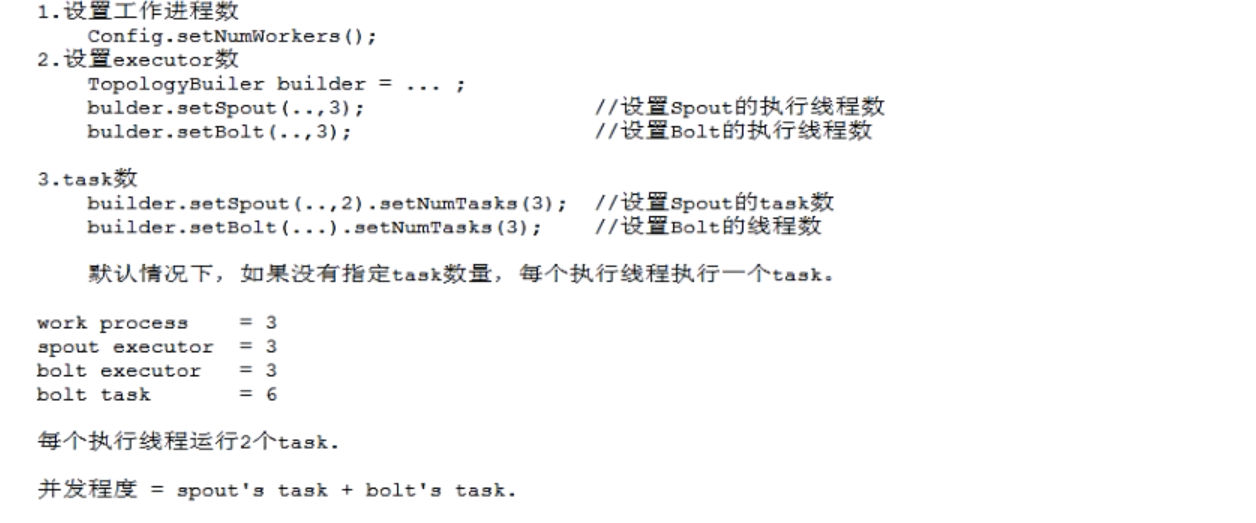 1.设置工作进程数
Config.setNumWorkers();
2.设置executor数
TopologyBuiler builder = ... ;
bulder.setSpout(..,3); //设置Spout的执行线程数
bulder.setBolt(..,3); //设置Bolt的执行线程数
3.task数
builder.setSpout(..,2).setNumTasks(3); //设置Spout的task数
builder.setBolt(...).setNumTasks(3); //设置Bolt的线程数
默认情况下，如果没有指定task数量，每个执行线程执行一个task。
work process = 3
spout executor = 3
bolt executor = 3
bolt task = 6
每个执行线程运行2个task.
并发程度 = spout's task + bolt's task.